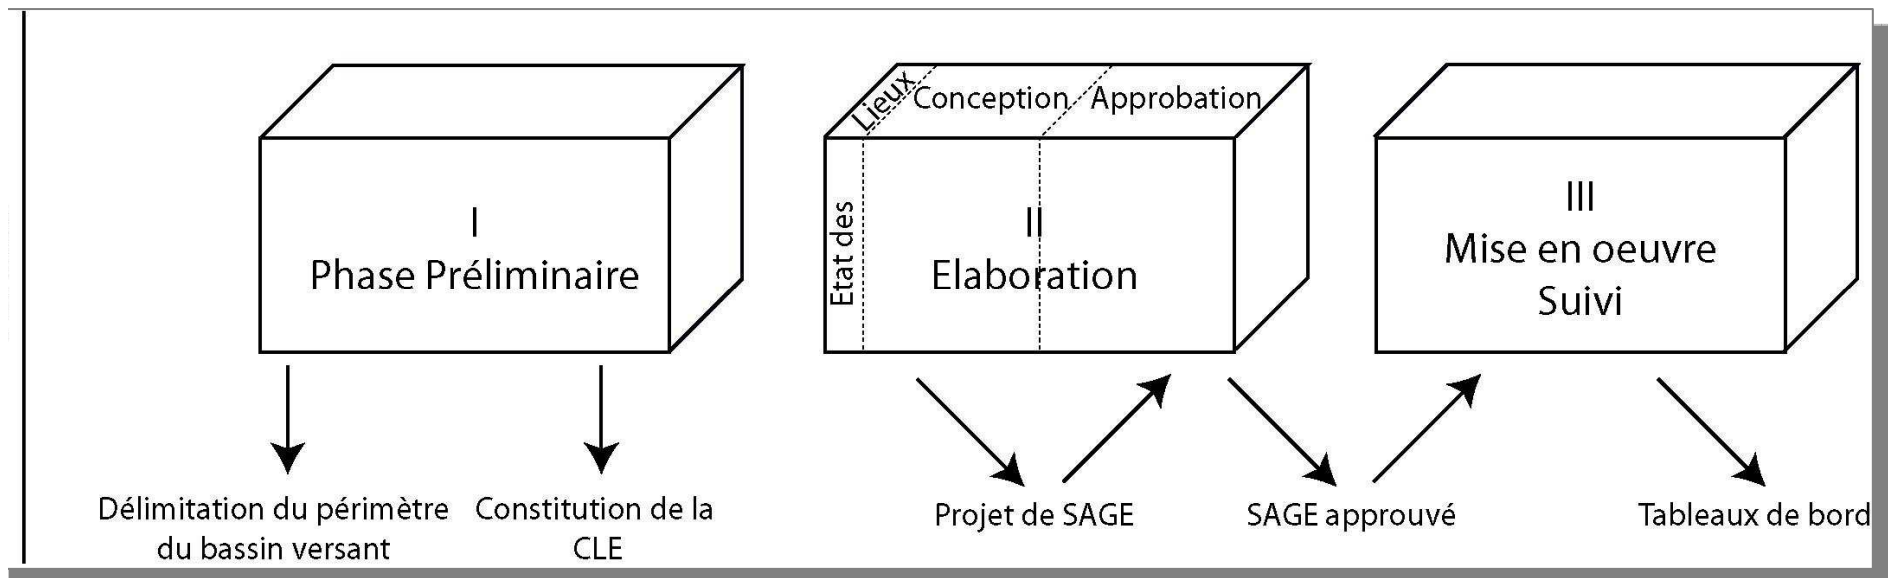 I
Phase Préliminaire
Délimitation du périmètre
du bassin versant
Constitution de la
CLE
Etat des
Lieux
Conception
Approbation
II
Elaboration
Projet de SAGE
SAGE approuvé
III
Mise en oeuvre
Suivi
Tableaux de bord